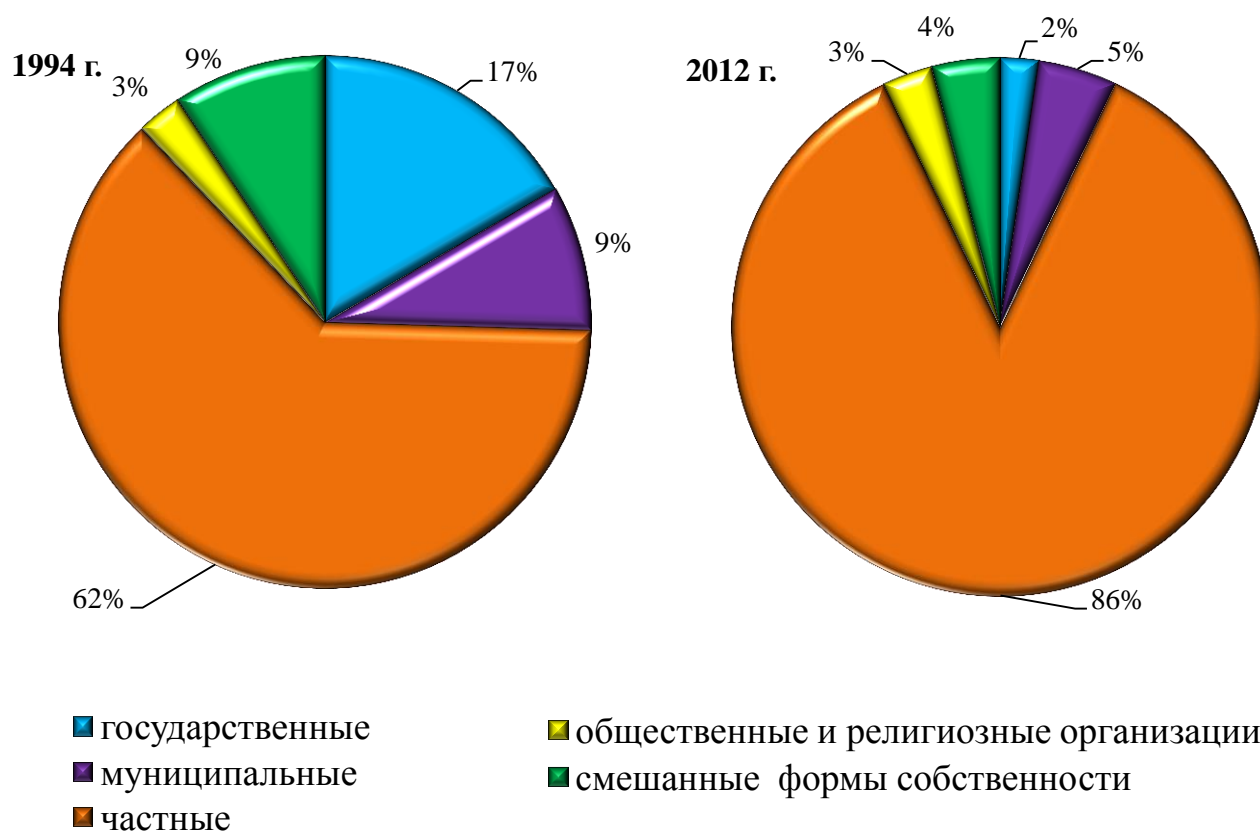 1994 г.
9%
3%
17%
9%
62%
2012 г.
4%
2%
3%
5%
86%
государственные
муниципальные
частные
общественные и религиозные организации
смешанные формы собственности